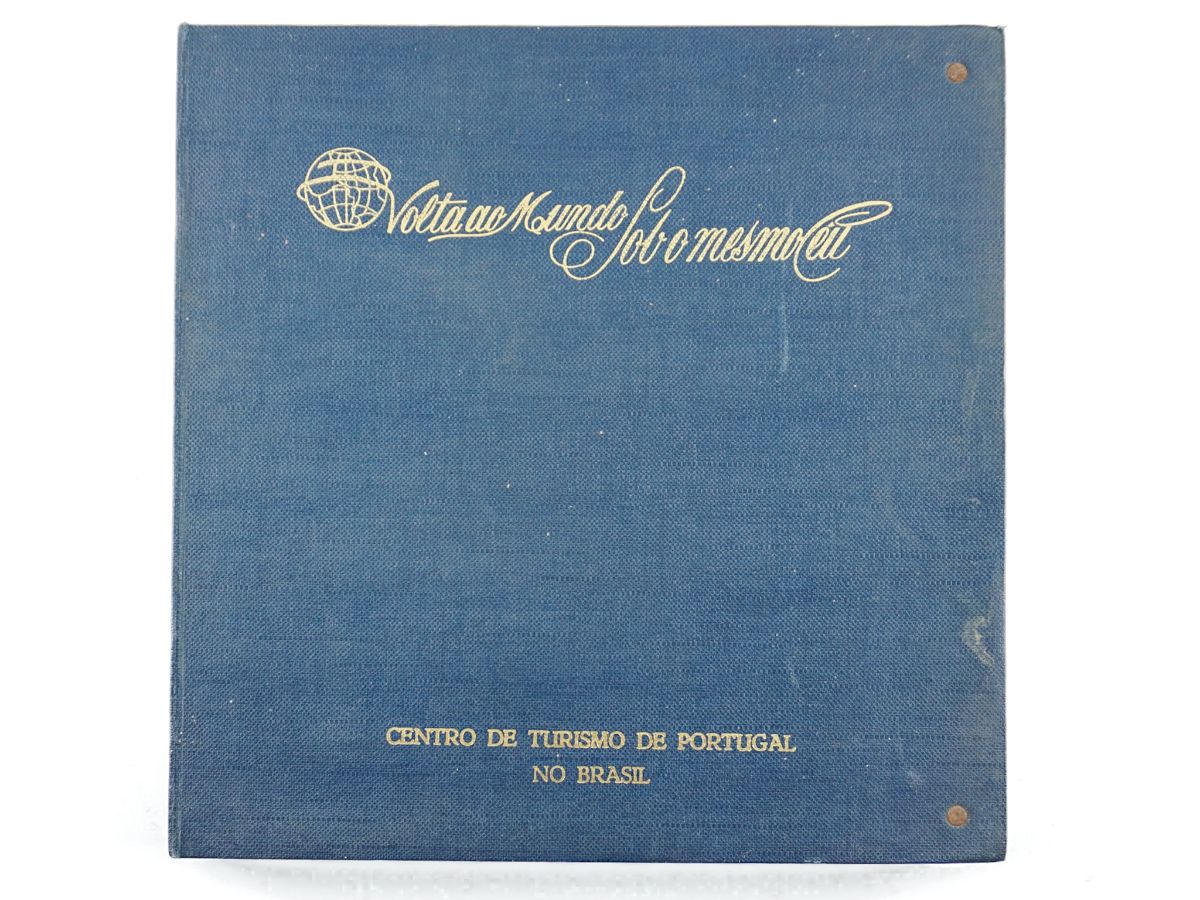 Volta ao Mundo Sob o mesmo Céu
CENTRO DE TURISMO DE PORTUGAL
NO BRASIL